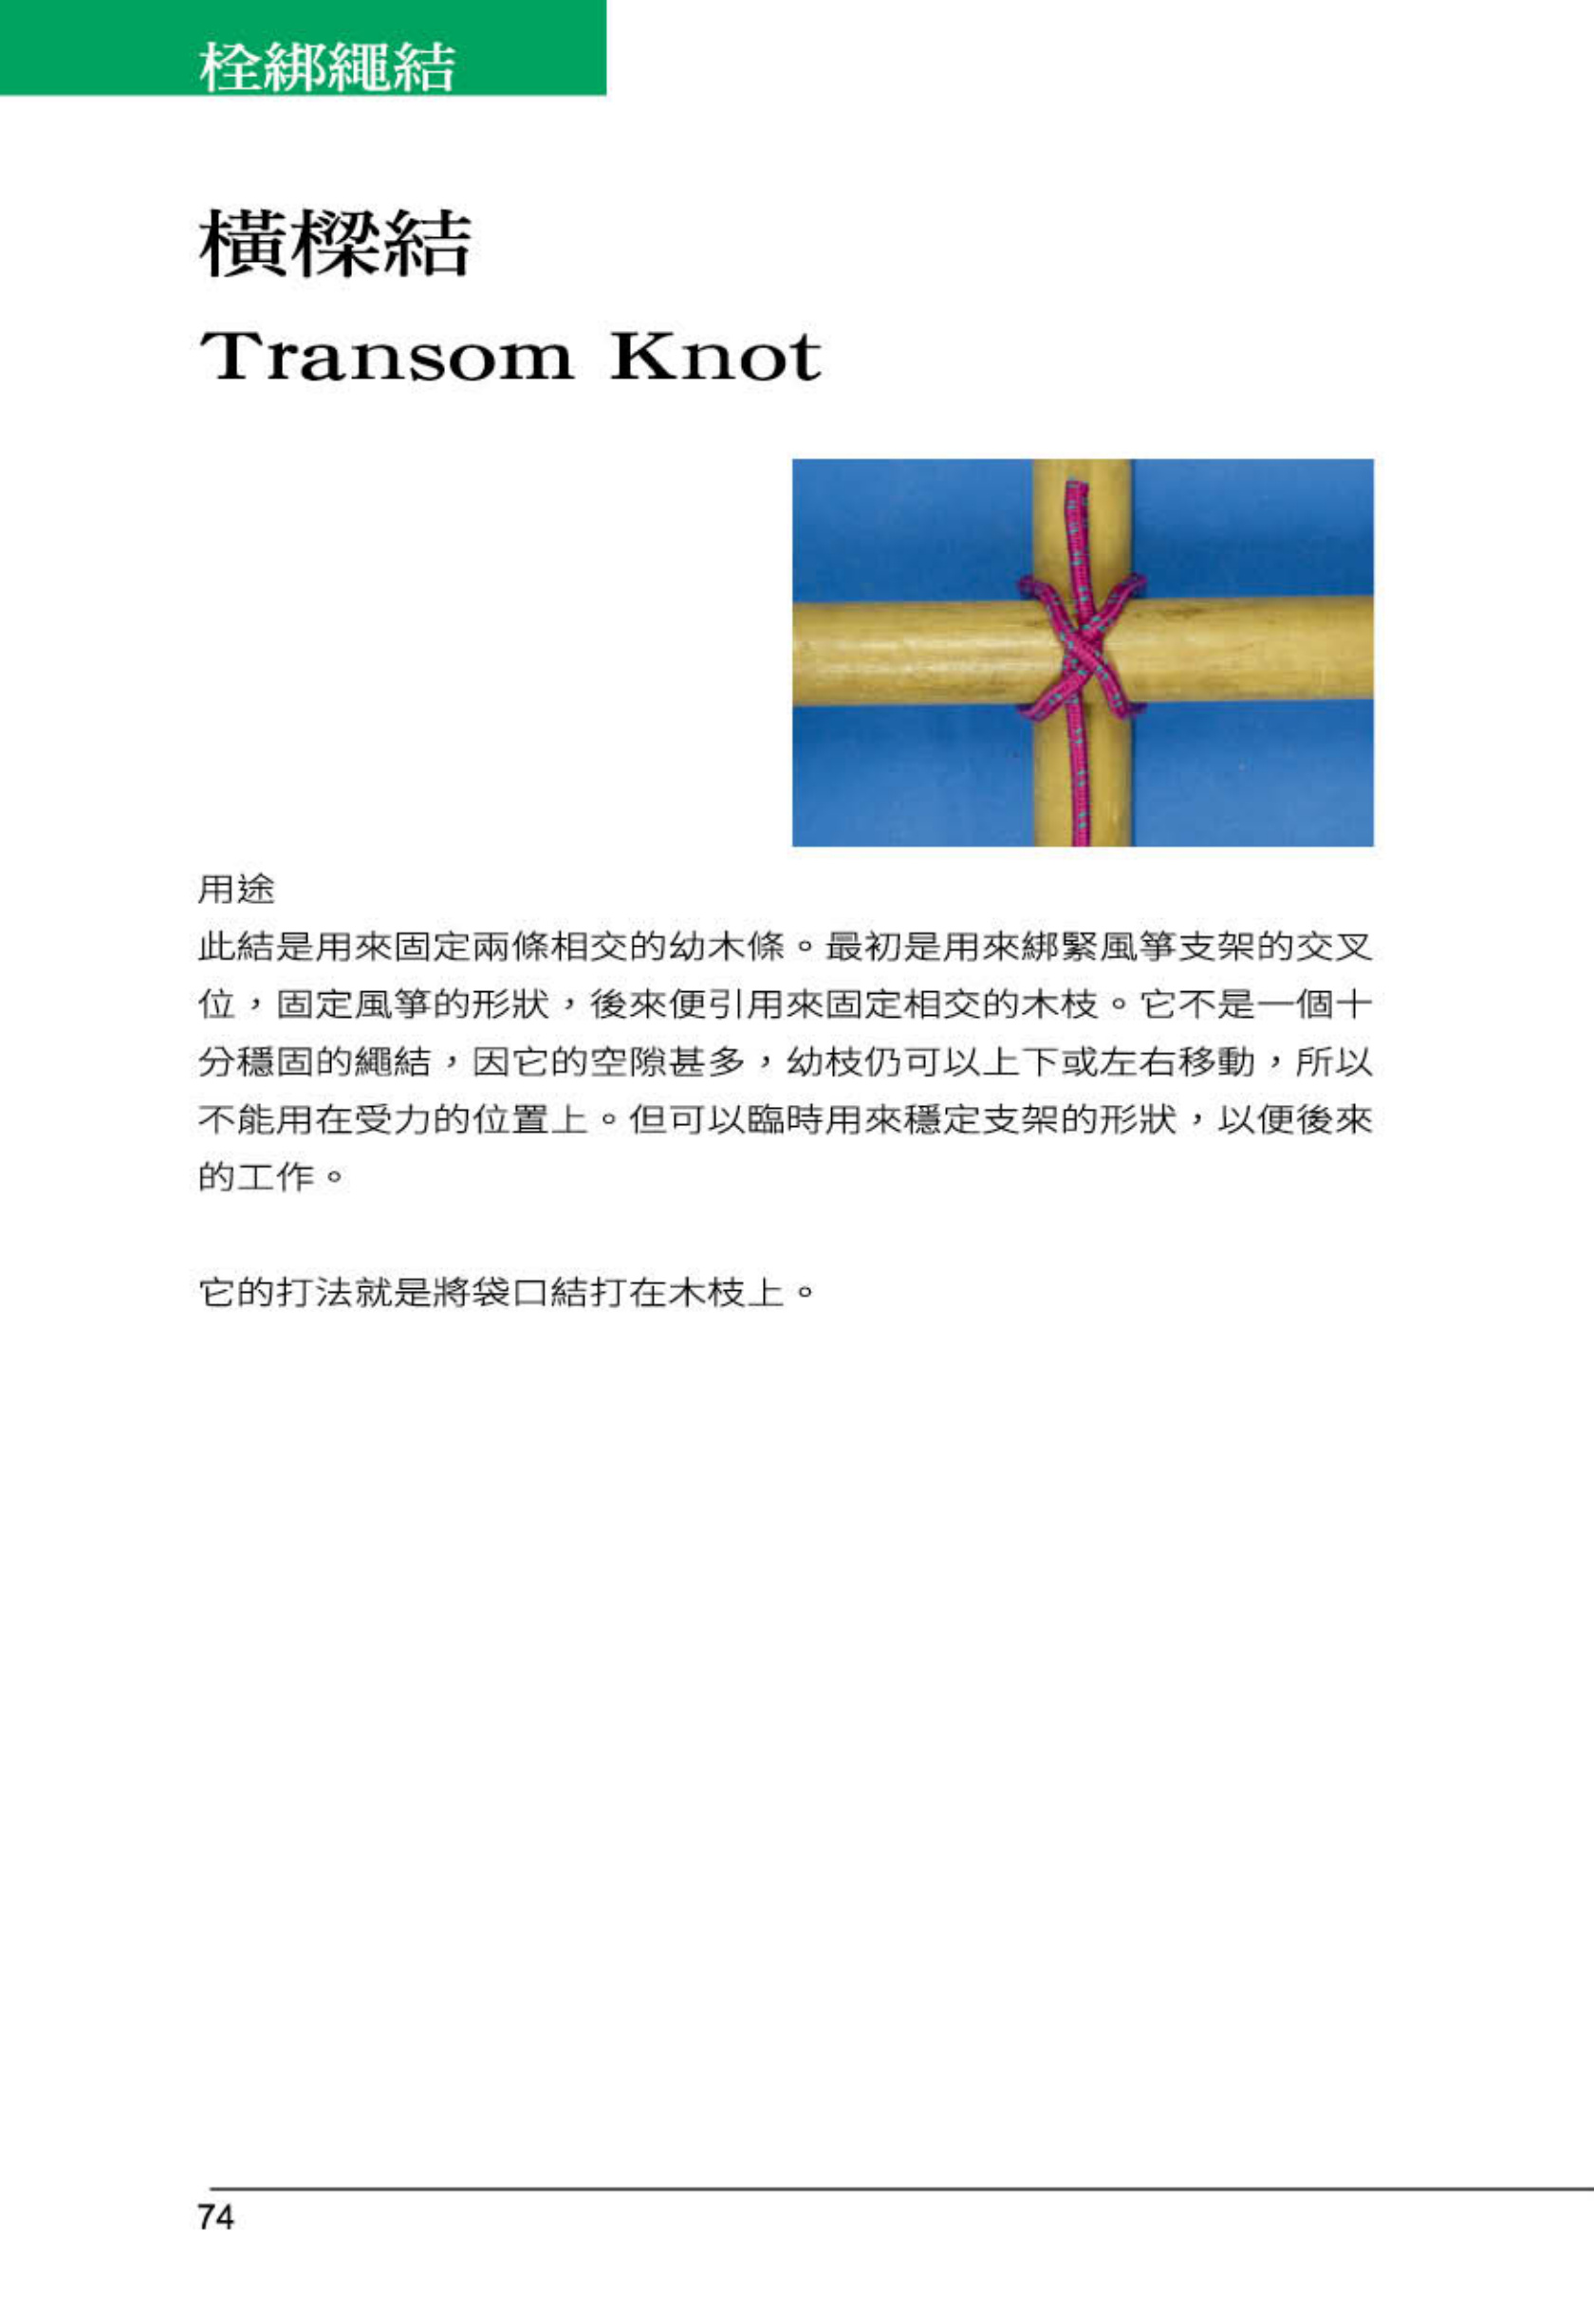 栓綁繩結
橫樑結
Transom Knot
用途
此結是用來固定兩條相交的幼木條。最初是用來綁緊風箏支架的交叉
位，固定風箏的形狀，後來便引用來固定相交的木枝。它不是一個十
分穩固的繩結，因它的空隙甚多，幼枝仍可以上下或左右移動，所以
不能用在受力的位置上。但可以臨時用來穩定支架的形狀，以便後來
的工作。
它的打法就是將袋口結打在木枝上。
74